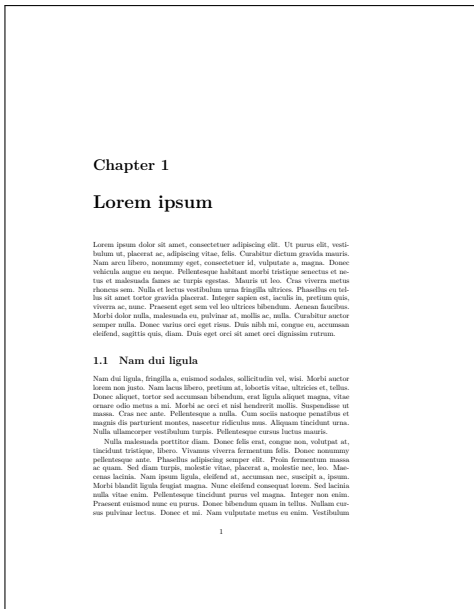 Chapter 1
Lorem ipsum
Lorem ipsum dolor sit amet, consectetuer adipiscing elit. Ut purus elit, vesti-
bulum ut, placerat ac, adipiscing vitae, felis. Curabitur dictum gravida mauris.
Nam arcu libero, nonummy eget, consectetuer id, vulputate a, magna. Donec
vehicula augue eu neque. Pellentesque habitant morbi tristique senectus et ne-
tus et malesuada fames ac turpis egestas. Mauris ut leo. Cras viverra metus
rhoncus sem. Nulla et lectus vestibulum urna fringilla ultrices. Phasellus eu tel-
lus sit amet tortor gravida placerat. Integer sapien est, iaculis in, pretium quis,
viverra ac, nunc. Praesent eget sem vel leo ultrices bibendum. Aenean faucibus.
Morbi dolor nulla, malesuada eu, pulvinar at, mollis ac, nulla. Curabitur auctor
semper nulla. Donec varius orci eget risus. Duis nibh mi, congue eu, accumsan
eleifend, sagittis quis, diam. Duis eget orci sit amet orci dignissim rutrum.
1.1 Nam dui ligula
Nam dui ligula, fringilla a, euismod sodales, sollicitudin vel, wisi. Morbi auctor
lorem non justo. Nam lacus libero, pretium at, lobortis vitae, ultricies et, tellus.
Donec aliquet, tortor sed accumsan bibendum, erat ligula aliquet magna, vitae
ornare odio metus a mi. Morbi ac orci et nisl hendrerit mollis. Suspendisse ut
massa. Cras nec ante. Pellentesque a nulla. Cum sociis natoque penatibus et
magnis dis parturient montes, nascetur ridiculus mus. Aliquam tincidunt urna.
Nulla ullamcorper vestibulum turpis. Pellentesque cursus luctus mauris.
Nulla malesuada porttitor diam. Donec felis erat, congue non, volutpat at,
tincidunt tristique, libero. Vivamus viverra fermentum felis. Donec nonummy
pellentesque ante. Phasellus adipiscing semper elit. Proin fermentum massa
ac quam. Sed diam turpis, molestie vitae, placerat a, molestie nec, leo. Mae-
cenas lacinia. Nam ipsum ligula, eleifend at, accumsan nec, suscipit a, ipsum.
Morbi blandit ligula feugiat magna. Nunc eleifend consequat lorem. Sed lacinia
nulla vitae enim. Pellentesque tincidunt purus vel magna. Integer non enim.
Praesent euismod nunc eu purus. Donec bibendum quam in tellus. Nullam cur-
sus pulvinar lectus. Donec et mi. Nam vulputate metus eu enim. Vestibulum
1